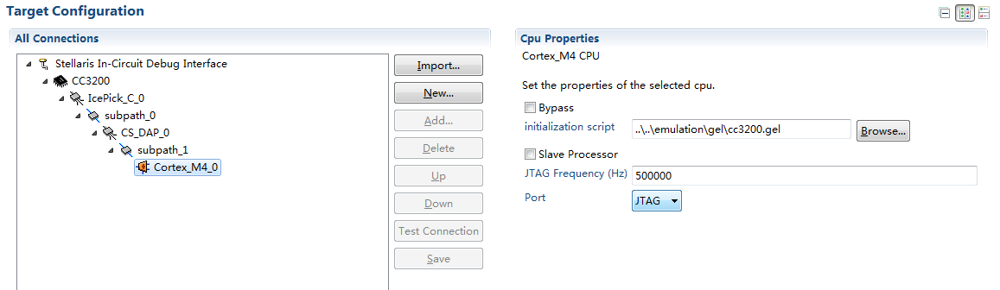 Target Configuration
All Connections
Stellaris In-Circuit Debug Interface
CC3200
IcePick_C_0
subpath_0
CS_DAP_0
subpath_1
Cortex_M4_0
Import...
New...
Add...
Delete
Up
Down
Test Connection
Save
Cpu Properties
Cortex_M4 CPU
Set the properties of the selected cpu.
Bypass
initialization script ..\..\emulation\gel\cc3200.gel Browse...
Slave Processor
JTAG Frequency (Hz) 500000
Port JTAG